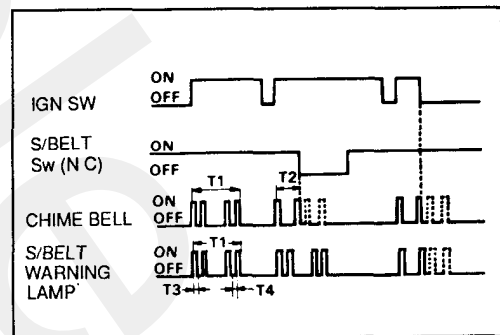 ON
IGN SW OFF
S/BELT ON
Sw (N C) OFF
T1 T2
ON
CHIME BELL OFF
S/BELT ON T1
WARNING OFF
LAMP
T3 T4